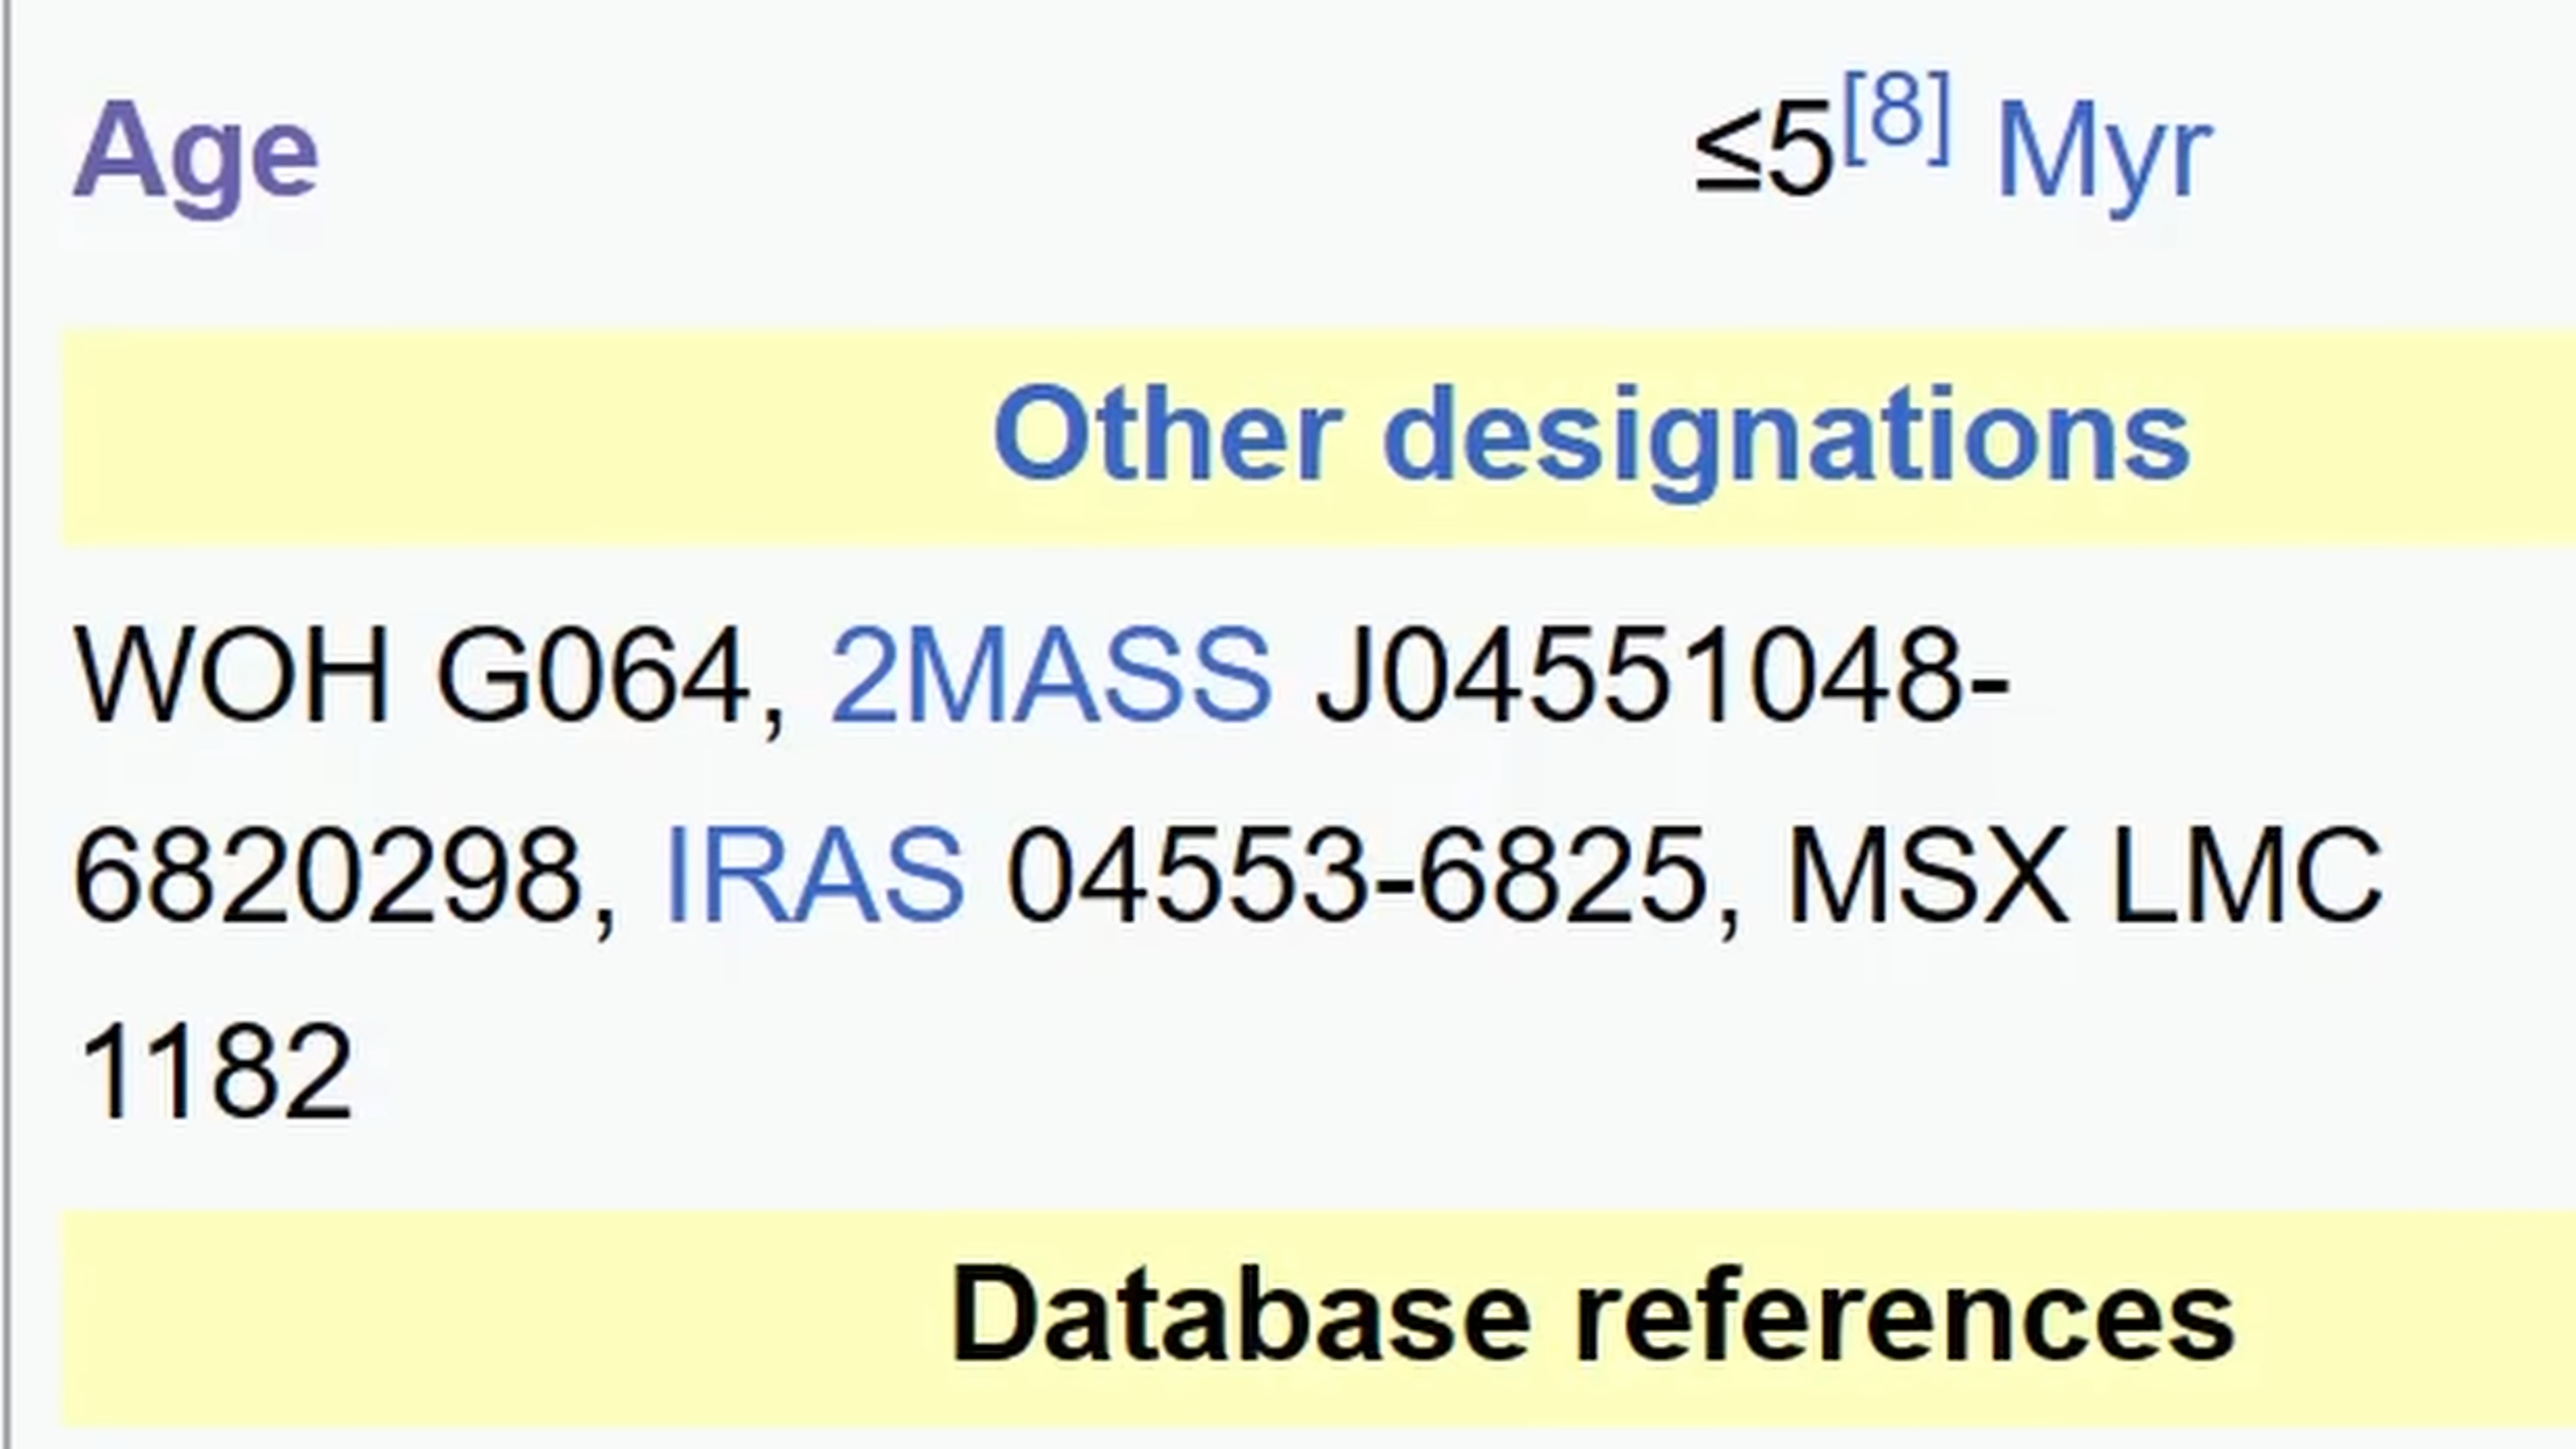 Age ≤5[8] Myr
Other designations
WOH G064, 2MASS J04551048-
6820298, IRAS 04553-6825, MSX LMC
1182
Database references